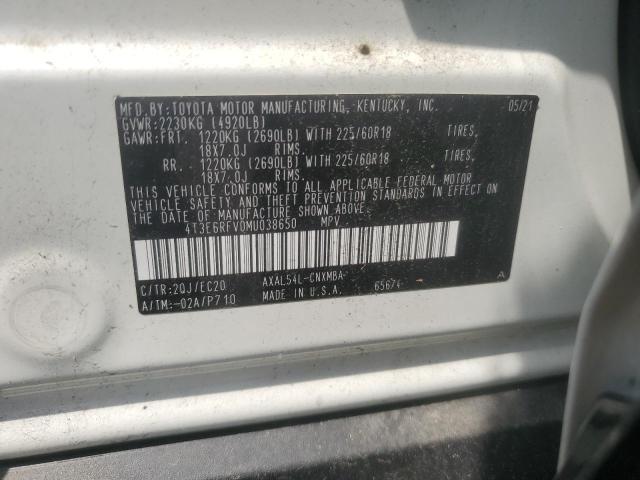 MFD.BY:TOYOTA MOTOR MANUFACTURING, KENTUCKY, INC. 05/21
GVWR:2230KG (4920LB)
GAWR:FRT. 1220KG (2690LB) WITH 225/60R18 TIRES,
18X7.0J RIMS.
RR. 1220KG (2690LB) WITH 225/60R18 TIRES,
18X7.0J RIMS.
THIS VEHICLE CONFORMS TO ALL APPLICABLE FEDERAL MOTOR
VEHICLE SAFETY AND THEFT PREVENTION STANDARDS IN EFFECT
ON THE DATE OF MANUFACTURE SHOWN ABOVE.
4T3E6RFV0MU038650 MPV
C/TR:2QJ/EC20 AXAL54L-CNXMBA A
A/TM:-02A/P710 MADE IN U.S.A. 65674